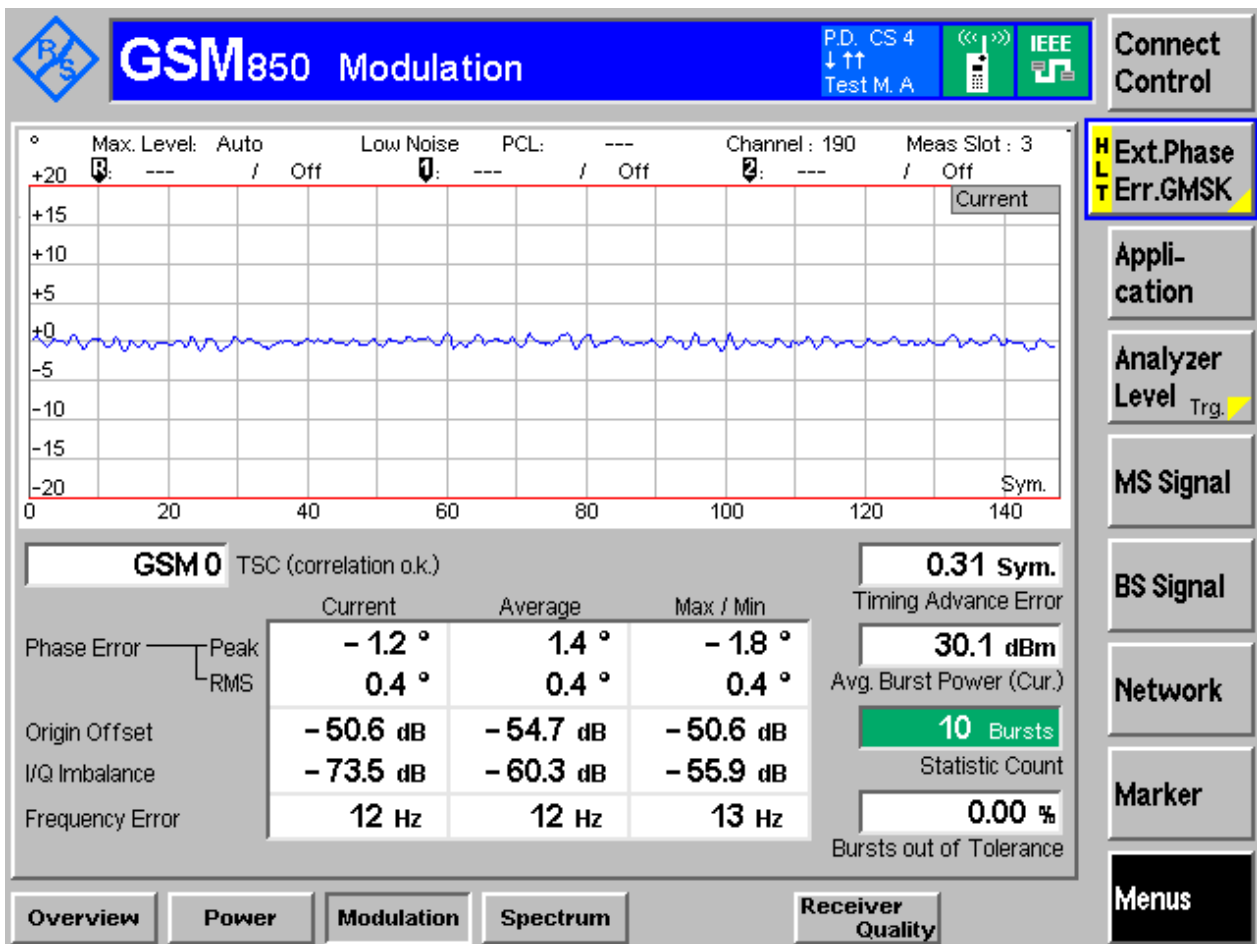 R/S
GSM850 Modulation
P.D. CS 4
↓ ↑↑
Test M. A
IEEE
Connect Control
° Max. Level: Auto Low Noise PCL: --- Channel : 190 Meas Slot : 3
R: --- / Off 1: --- / Off 2: --- / Off
Current
+20
+15
+10
+5
±0
-5
-10
-15
-20
Sym.
0 20 40 60 80 100 120 140
GSM 0 TSC (correlation o.k.)
Current Average Max / Min
Phase Error Peak – 1.2 ° 1.4 ° – 1.8 °
RMS 0.4 ° 0.4 ° 0.4 °
Origin Offset – 50.6 dB – 54.7 dB – 50.6 dB
I/Q Imbalance – 73.5 dB – 60.3 dB – 55.9 dB
Frequency Error 12 Hz 12 Hz 13 Hz
0.31 Sym.
Timing Advance Error
30.1 dBm
Avg. Burst Power (Cur.)
10 Bursts
Statistic Count
0.00 %
Bursts out of Tolerance
HLT
Ext.Phase
Err.GMSK
Appli-
cation
Analyzer
Level Trg.
MS Signal
BS Signal
Network
Marker
Menus
Overview Power Modulation Spectrum Receiver
Quality